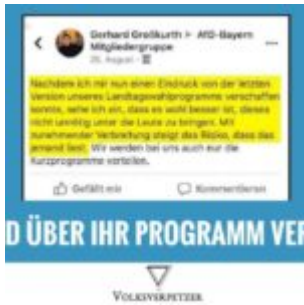 Gerhard Großkurth ▸ AfD-Bayern
Mitgliedergruppe
25. August
Nachdem ich mir nun einen Eindruck von der letzten
Version unseres Landtagswahlprogramms verschaffen
konnte, sehe ich ein, dass es wohl besser ist, dieses
nicht unnötig unter die Leute zu bringen. Mit
zunehmender Verbreitung steigt das Risiko, dass das
jemand liest. Wir werden bei uns auch nur die
Kurzprogramme verteilen.
Gefällt mir Kommentieren
D ÜBER IHR PROGRAMM VER
VOLKSVERPETZER